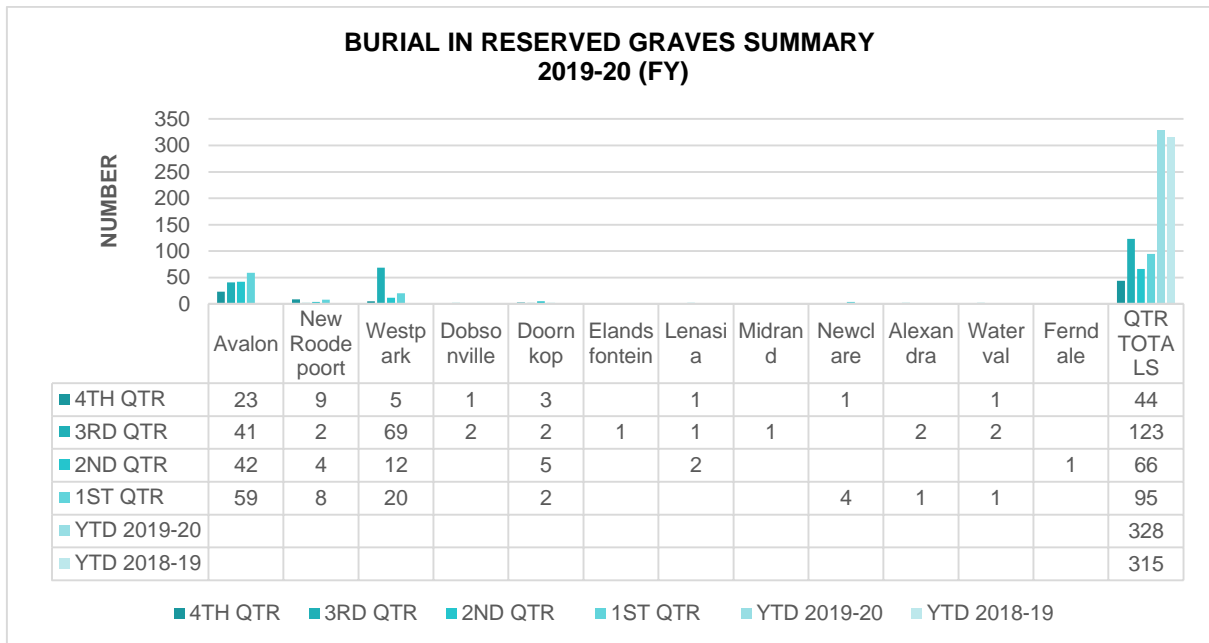 BURIAL IN RESERVED GRAVES SUMMARY
2019-20 (FY)
NUMBER
350
300
250
200
150
100
50
0
Avalon New Roode poort Westp ark Dobso nville Doorn kop Elands fontein Lenasi a Midran d Newcl are Alexan dra Water val Fernd ale QTR TOTA LS
4TH QTR 23 9 5 1 3 1 1 1 44
3RD QTR 41 2 69 2 2 1 1 1 2 2 123
2ND QTR 42 4 12 5 2 1 66
1ST QTR 59 8 20 2 4 1 1 95
YTD 2019-20 328
YTD 2018-19 315
4TH QTR 3RD QTR 2ND QTR 1ST QTR YTD 2019-20 YTD 2018-19